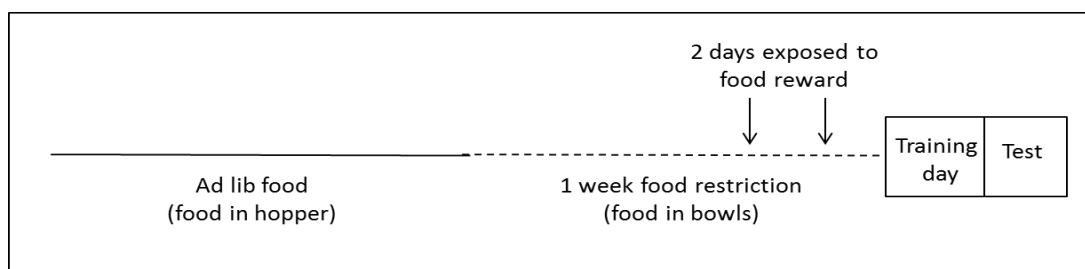 2 days exposed to
food reward
Training
day
Test
Ad lib food
(food in hopper)
1 week food restriction
(food in bowls)